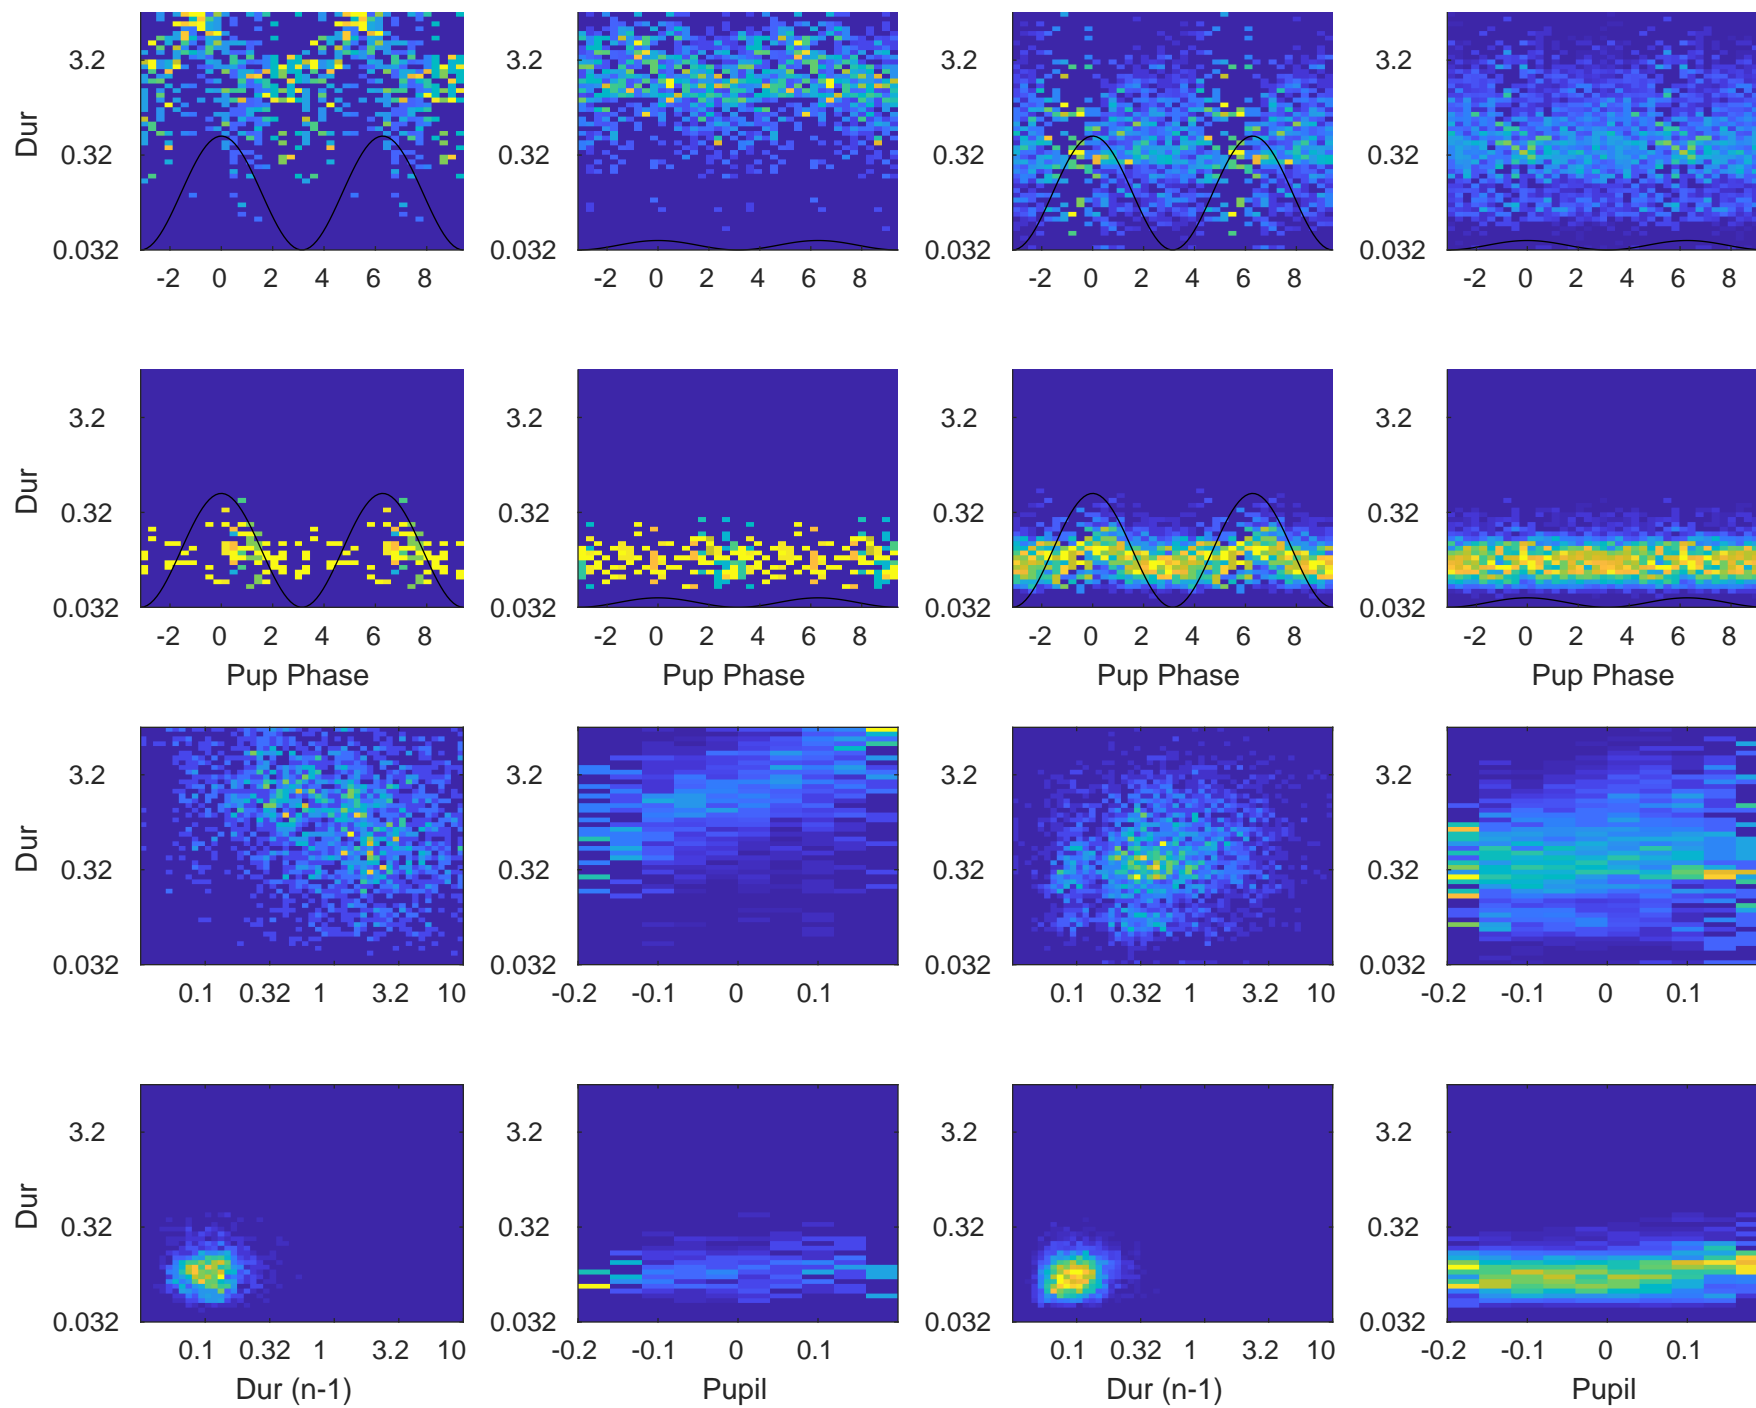 3.2 3.2 3.2 3.2
Dur
0.32 0.32 0.32 0.32
0.032 0.032 0.032 0.032
-2 0 2 4 6 8 -2 0 2 4 6 8 -2 0 2 4 6 8 -2 0 2 4 6 8
3.2 3.2 3.2 3.2
Dur
0.32 0.32 0.32 0.32
0.032 0.032 0.032 0.032
-2 0 2 4 6 8 -2 0 2 4 6 8 -2 0 2 4 6 8 -2 0 2 4 6 8
Pup Phase Pup Phase Pup Phase Pup Phase
3.2 3.2 3.2 3.2
Dur
0.32 0.32 0.32 0.32
0.032 0.032 0.032 0.032
0.1 0.32 1 3.2 10 -0.2 -0.1 0 0.1 0.1 0.32 1 3.2 10 -0.2 -0.1 0 0.1
3.2 3.2 3.2 3.2
Dur
0.32 0.32 0.32 0.32
0.032 0.032 0.032 0.032
0.1 0.32 1 3.2 10 -0.2 -0.1 0 0.1 0.1 0.32 1 3.2 10 -0.2 -0.1 0 0.1
Dur (n-1) Pupil Dur (n-1) Pupil